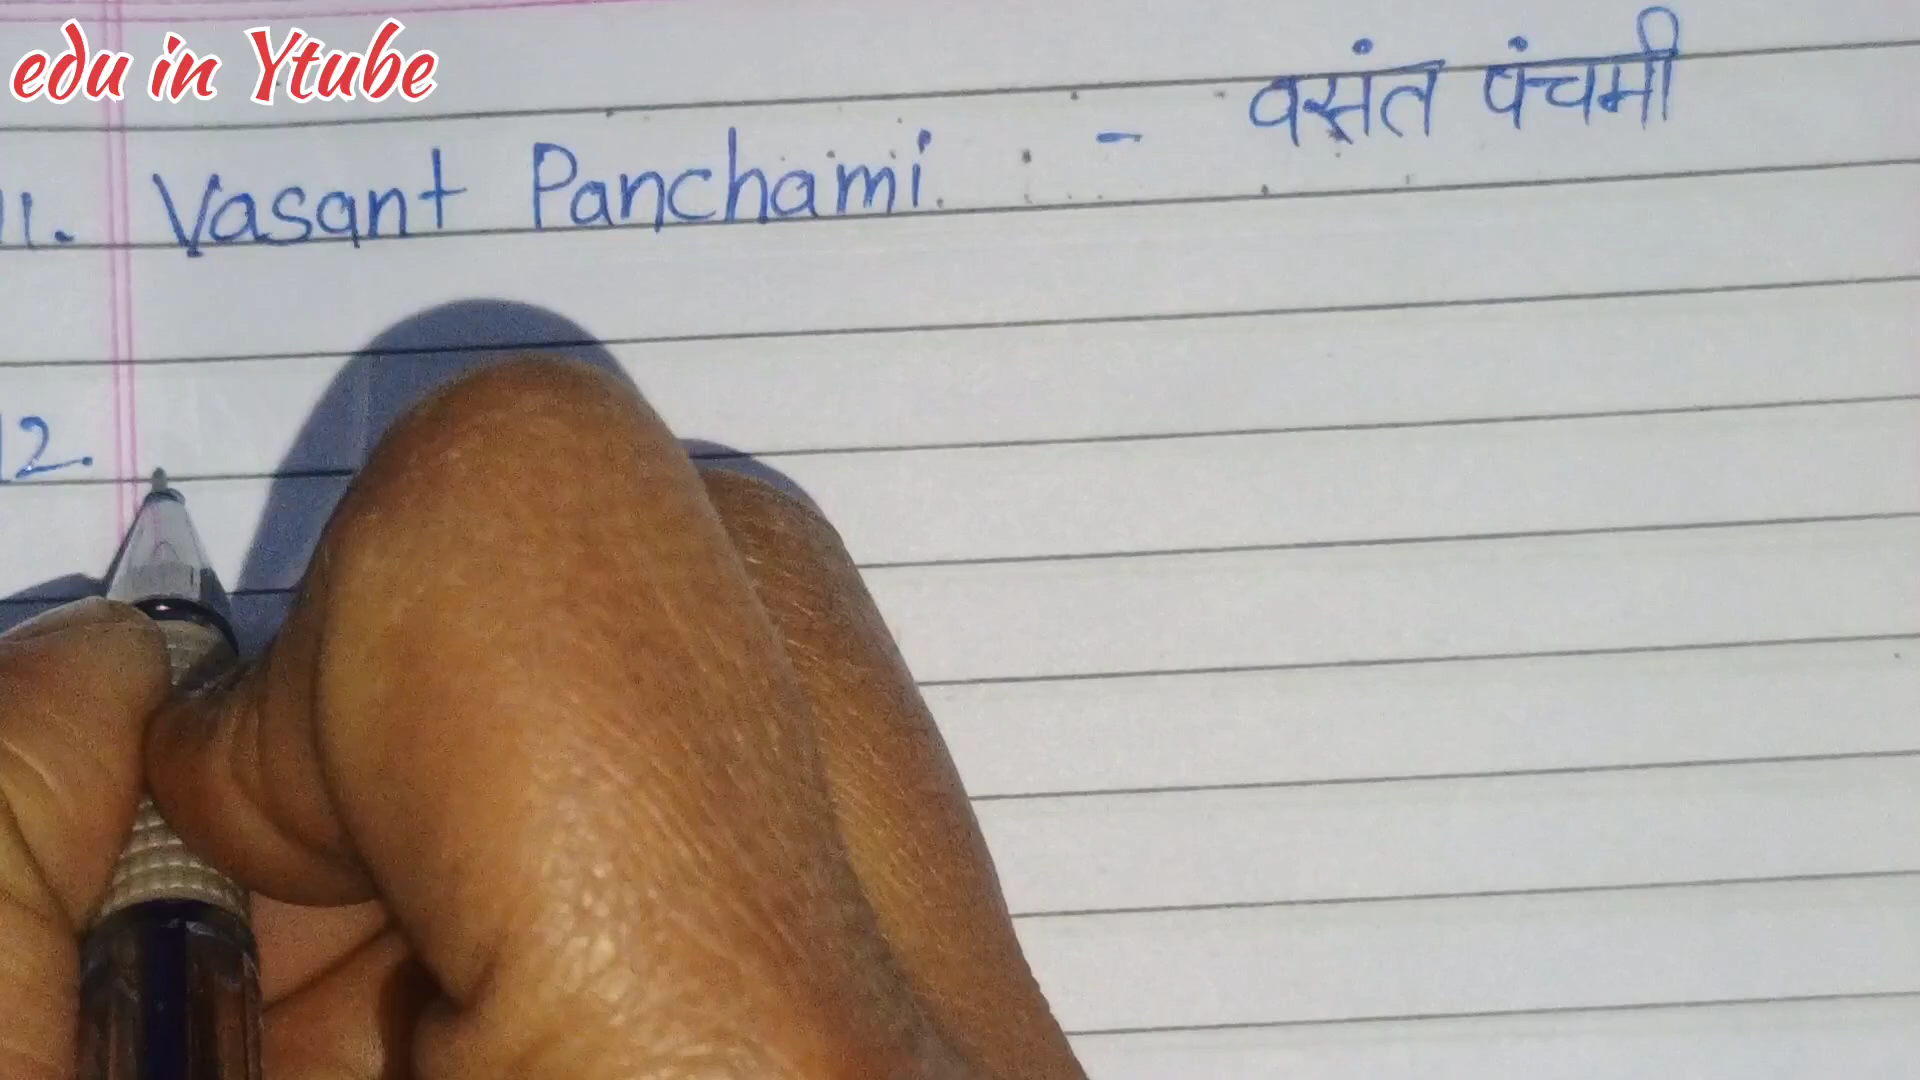 edu in Ytube
11. Vasant Panchami. - वसंत पंचमी
12.